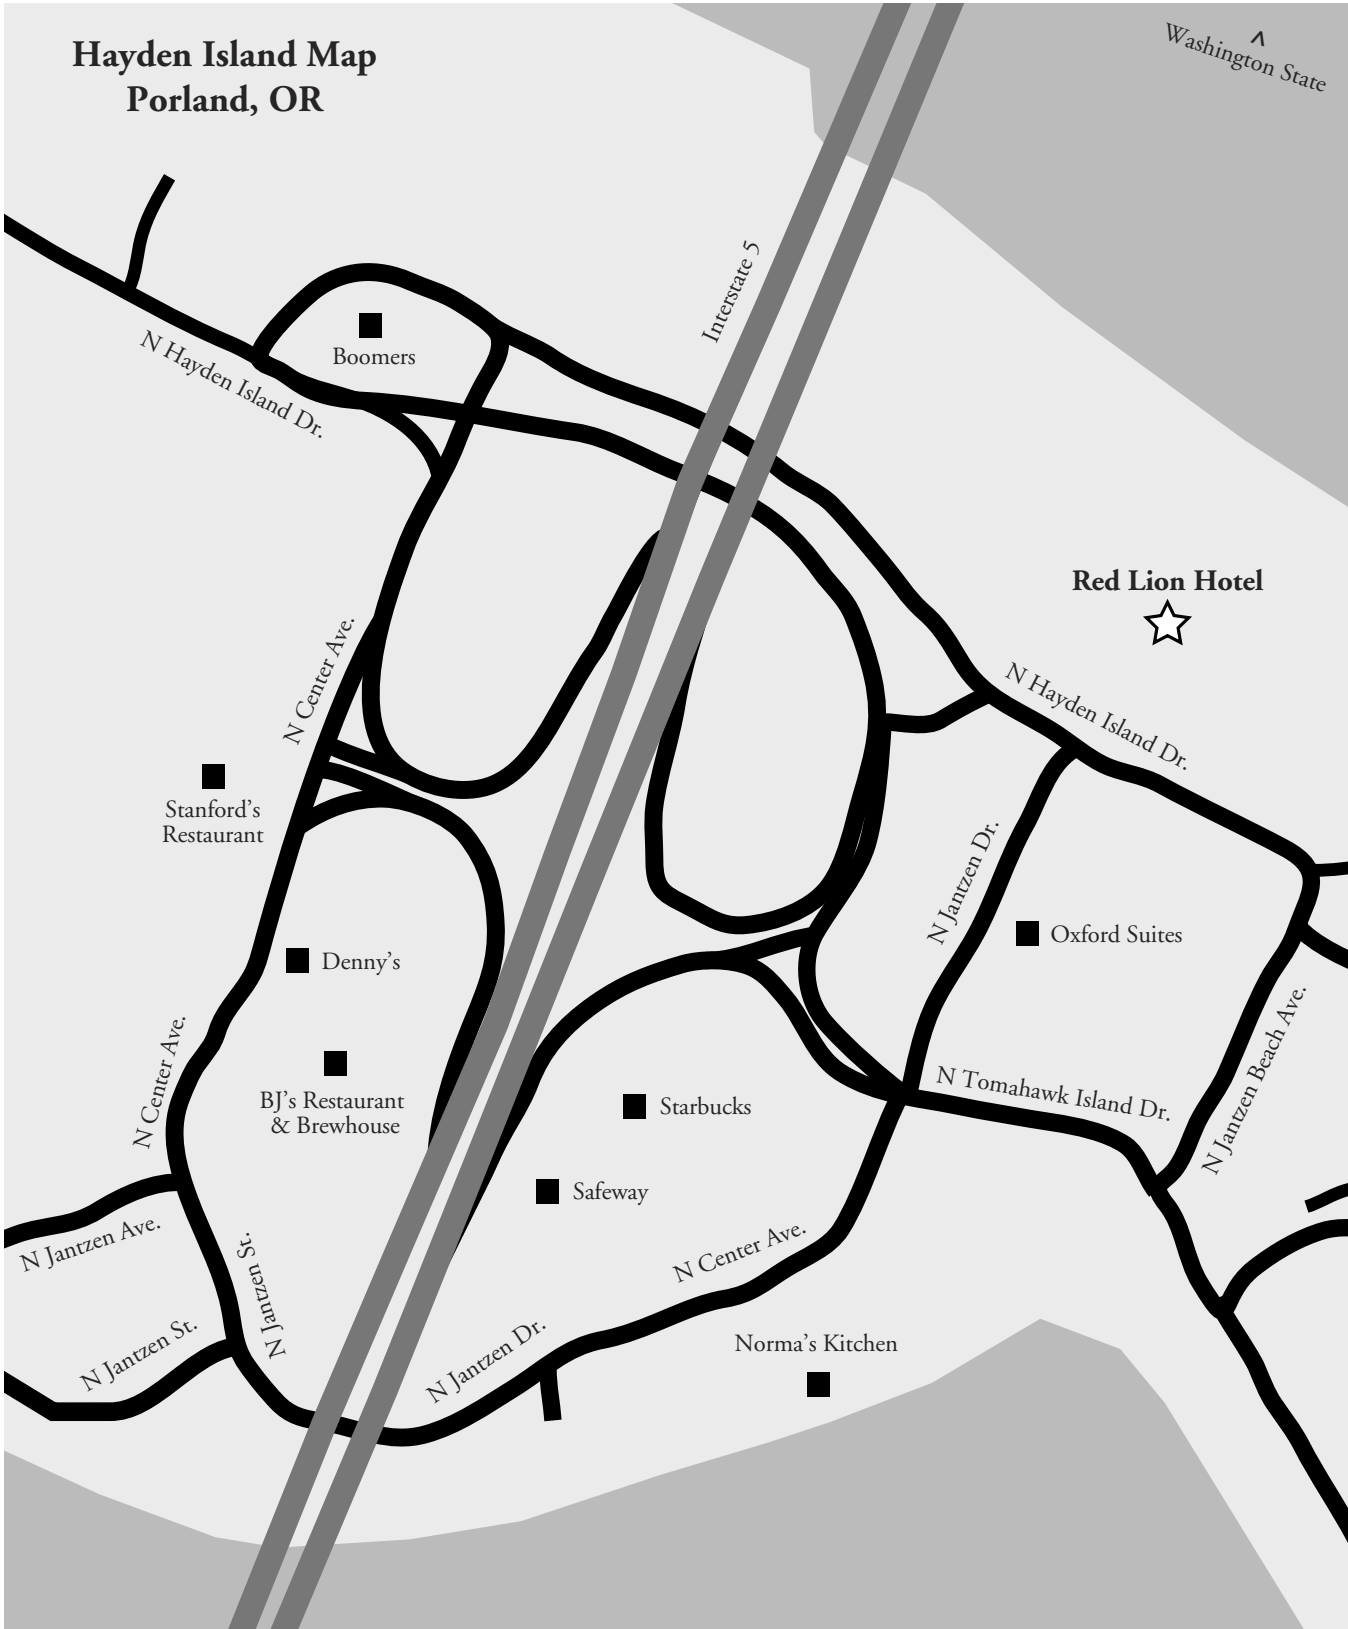 Hayden Island Map
Porland, OR
^
Washington State
Interstate 5
N Hayden Island Dr.
Boomers
Red Lion Hotel
N Hayden Island Dr.
N Center Ave.
Stanford's
Restaurant
N Jantzen Dr.
Oxford Suites
Denny's
N Jantzen Beach Ave.
N Center Ave.
BJ's Restaurant
& Brewhouse
Starbucks
N Tomahawk Island Dr.
Safeway
N Jantzen Ave.
N Jantzen St.
N Center Ave.
N Jantzen St.
N Jantzen Dr.
Norma's Kitchen